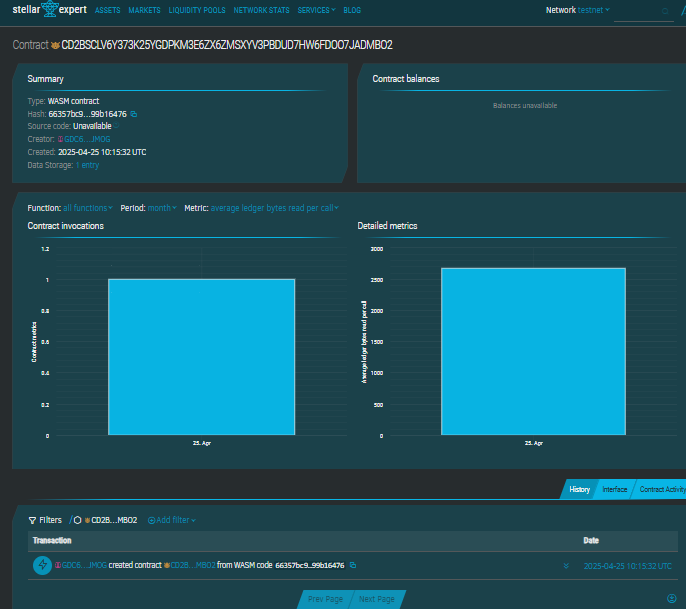 stellar expert ASSETS MARKETS LIQUIDITY POOLS NETWORK STATS SERVICES BLOG Network testnet
Contract CD2BSCLV6Y373K25YGDPKM3E6ZX6ZMSXYV3PBDUD7HW6FDOO7JADMBO2
Summary
Type: WASM contract
Hash: 66357bc9...99b16476
Source code: Unavailable
Creator: GDC6...JMOG
Created: 2025-04-25 10:15:32 UTC
Data Storage: 1 entry
Contract balances
Balances unavailable
Function: all functions Period: month Metric: average ledger bytes read per call
Contract invocations
Contract metrics
1.2
1
0.8
0.6
0.4
0.2
0
25. Apr
Detailed metrics
Average ledger bytes read per call
3000
2500
2000
1500
1000
500
0
25. Apr
History Interface Contract Activity
Filters / CD2B...MBO2 Add filter
Transaction Date
GDC6...JMOG created contract CD2B...MBO2 from WASM code 66357bc9...99b16476 2025-04-25 10:15:32 UTC
Prev Page Next Page